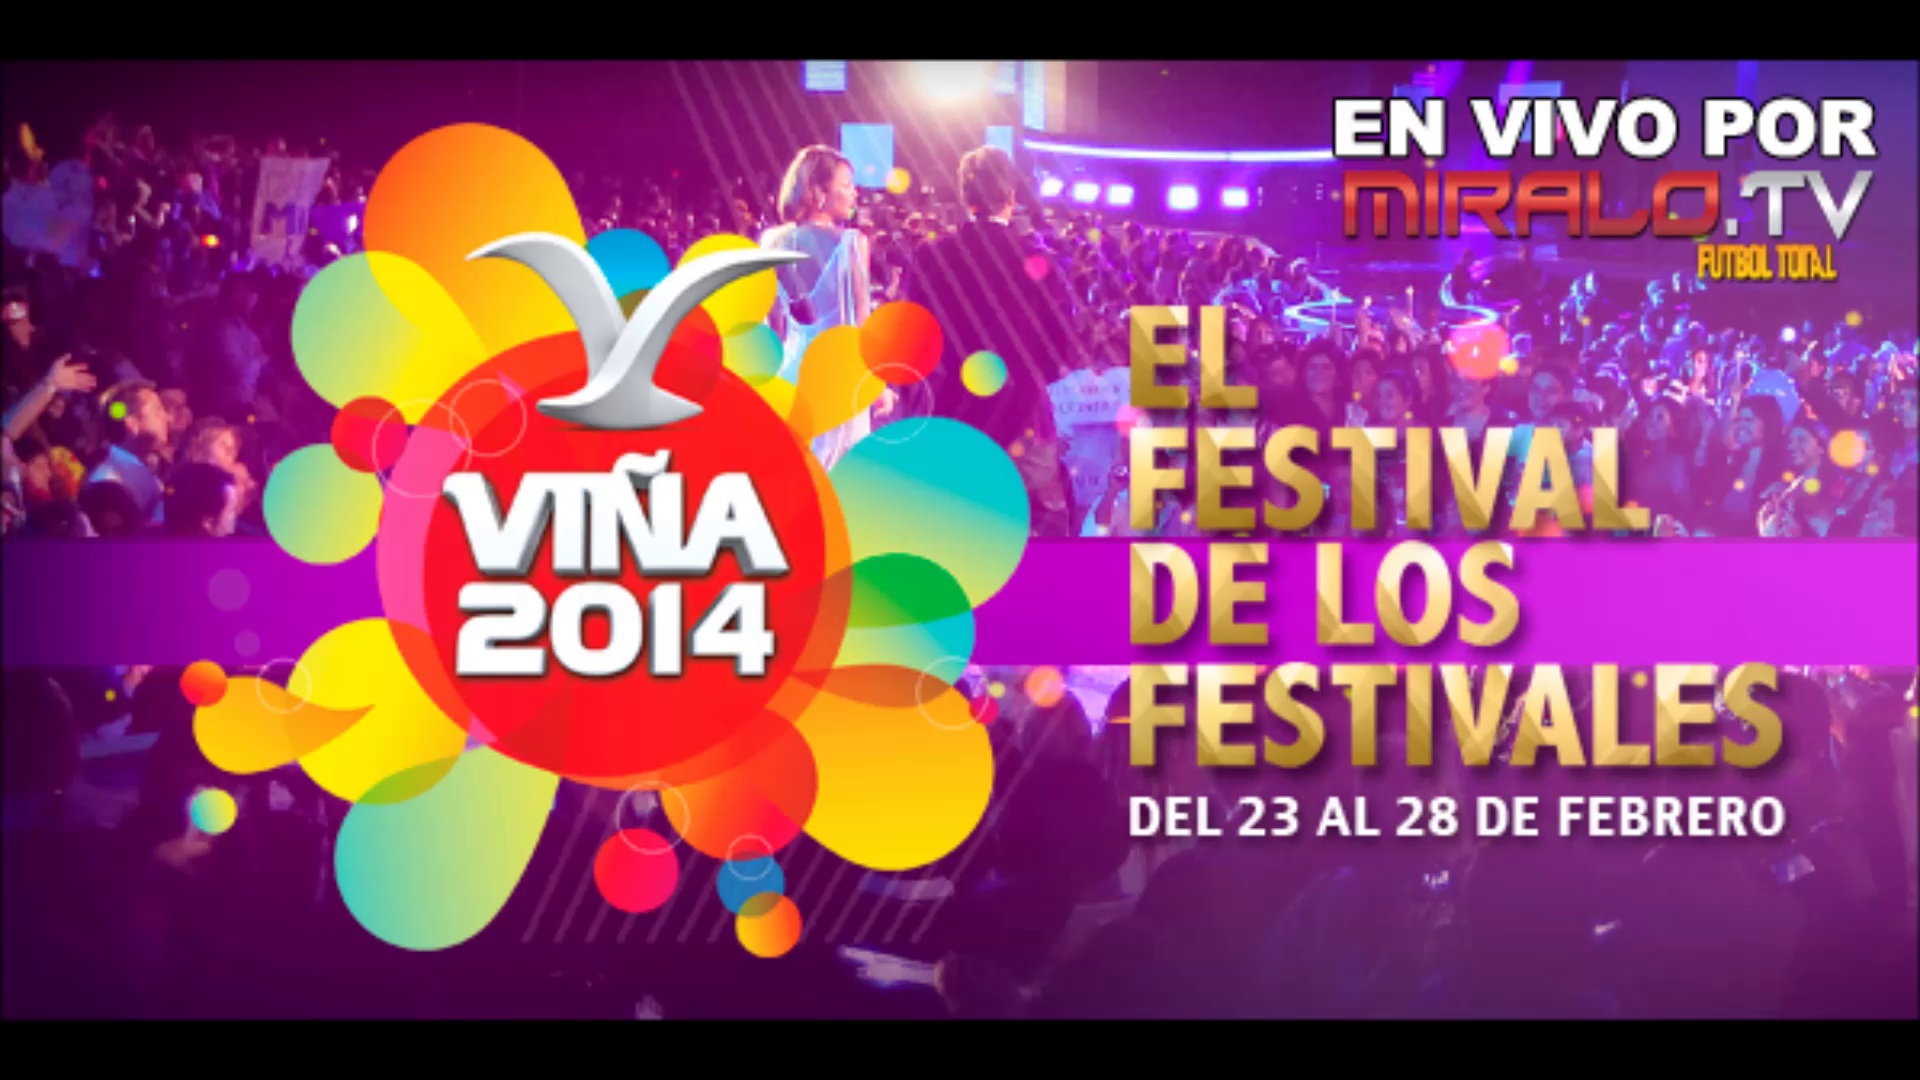 EN VIVO POR
MIRALO.TV
FUTBOL TOTAL
VIÑA
2014
EL
FESTIVAL
DE LOS
FESTIVALES
DEL 23 AL 28 DE FEBRERO